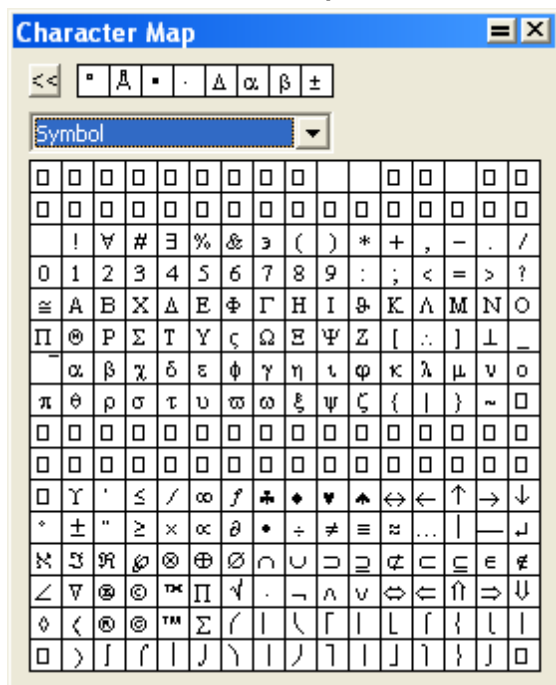 Character Map
<< ° Å ▪ · Δ α β ±
Symbol
! ∀ # ∃ % & ∍ ( ) * + , − . /
0 1 2 3 4 5 6 7 8 9 : ; < = > ?
≅ Α Β Χ Δ Ε Φ Γ Η Ι ϑ Κ Λ Μ Ν Ο
Π Θ Ρ Σ Τ Υ ς Ω Ξ Ψ Ζ [ ∴ ] ⊥ _
‾ α β χ δ ε φ γ η ι ϕ κ λ μ ν ο
π θ ρ σ τ υ ϖ ω ξ ψ ζ { | } ~
ϒ ′ ≤ ⁄ ∞ ƒ ♣ ♦ ♥ ♠ ↔ ← ↑ → ↓
° ± ″ ≥ × ∝ ∂ • ÷ ≠ ≡ ≈ … | — ↵
ℵ ℑ ℜ ℘ ⊗ ⊕ ∅ ∩ ∪ ⊃ ⊇ ⊄ ⊂ ⊆ ∈ ∉
∠ ∇ ® © ™ ∏ √ ⋅ ¬ ∧ ∨ ⇔ ⇐ ⇑ ⇒ ⇓
◊ 〈 ® © ™ ∑ ⎛ ⎜ ⎝ ⎡ ⎢ ⎣ ⎧ ⎨ ⎩ ⎪
〉 ∫ ⌠ ⎮ ⌡ ⎞ ⎟ ⎠ ⎤ ⎥ ⎦ ⎫ ⎬ ⎭